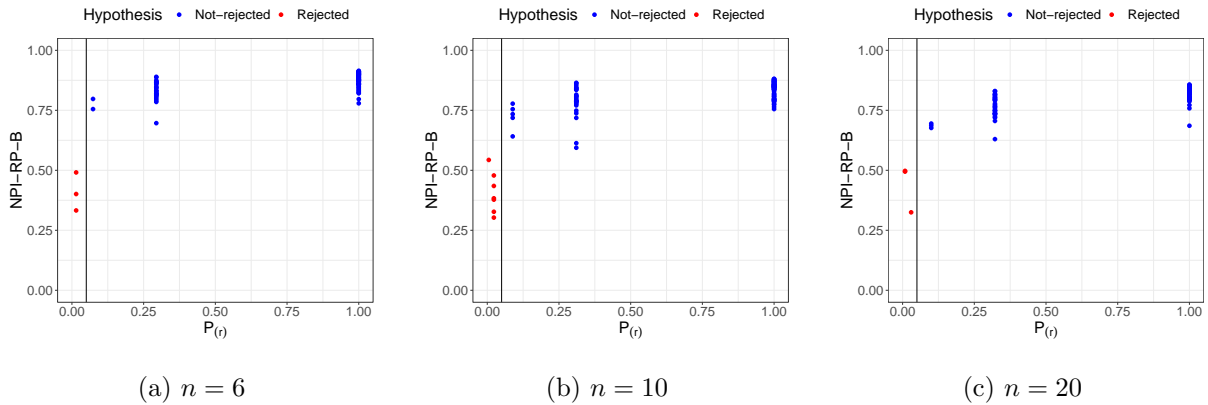 Hypothesis Not−rejected Rejected
1.00
0.75
0.50
0.25
0.00
NPI−RP−B
0.00 0.25 0.50 0.75 1.00
P(r)
(a) n = 6
Hypothesis Not−rejected Rejected
1.00
0.75
0.50
0.25
0.00
NPI−RP−B
0.00 0.25 0.50 0.75 1.00
P(r)
(b) n = 10
Hypothesis Not−rejected Rejected
1.00
0.75
0.50
0.25
0.00
NPI−RP−B
0.00 0.25 0.50 0.75 1.00
P(r)
(c) n = 20